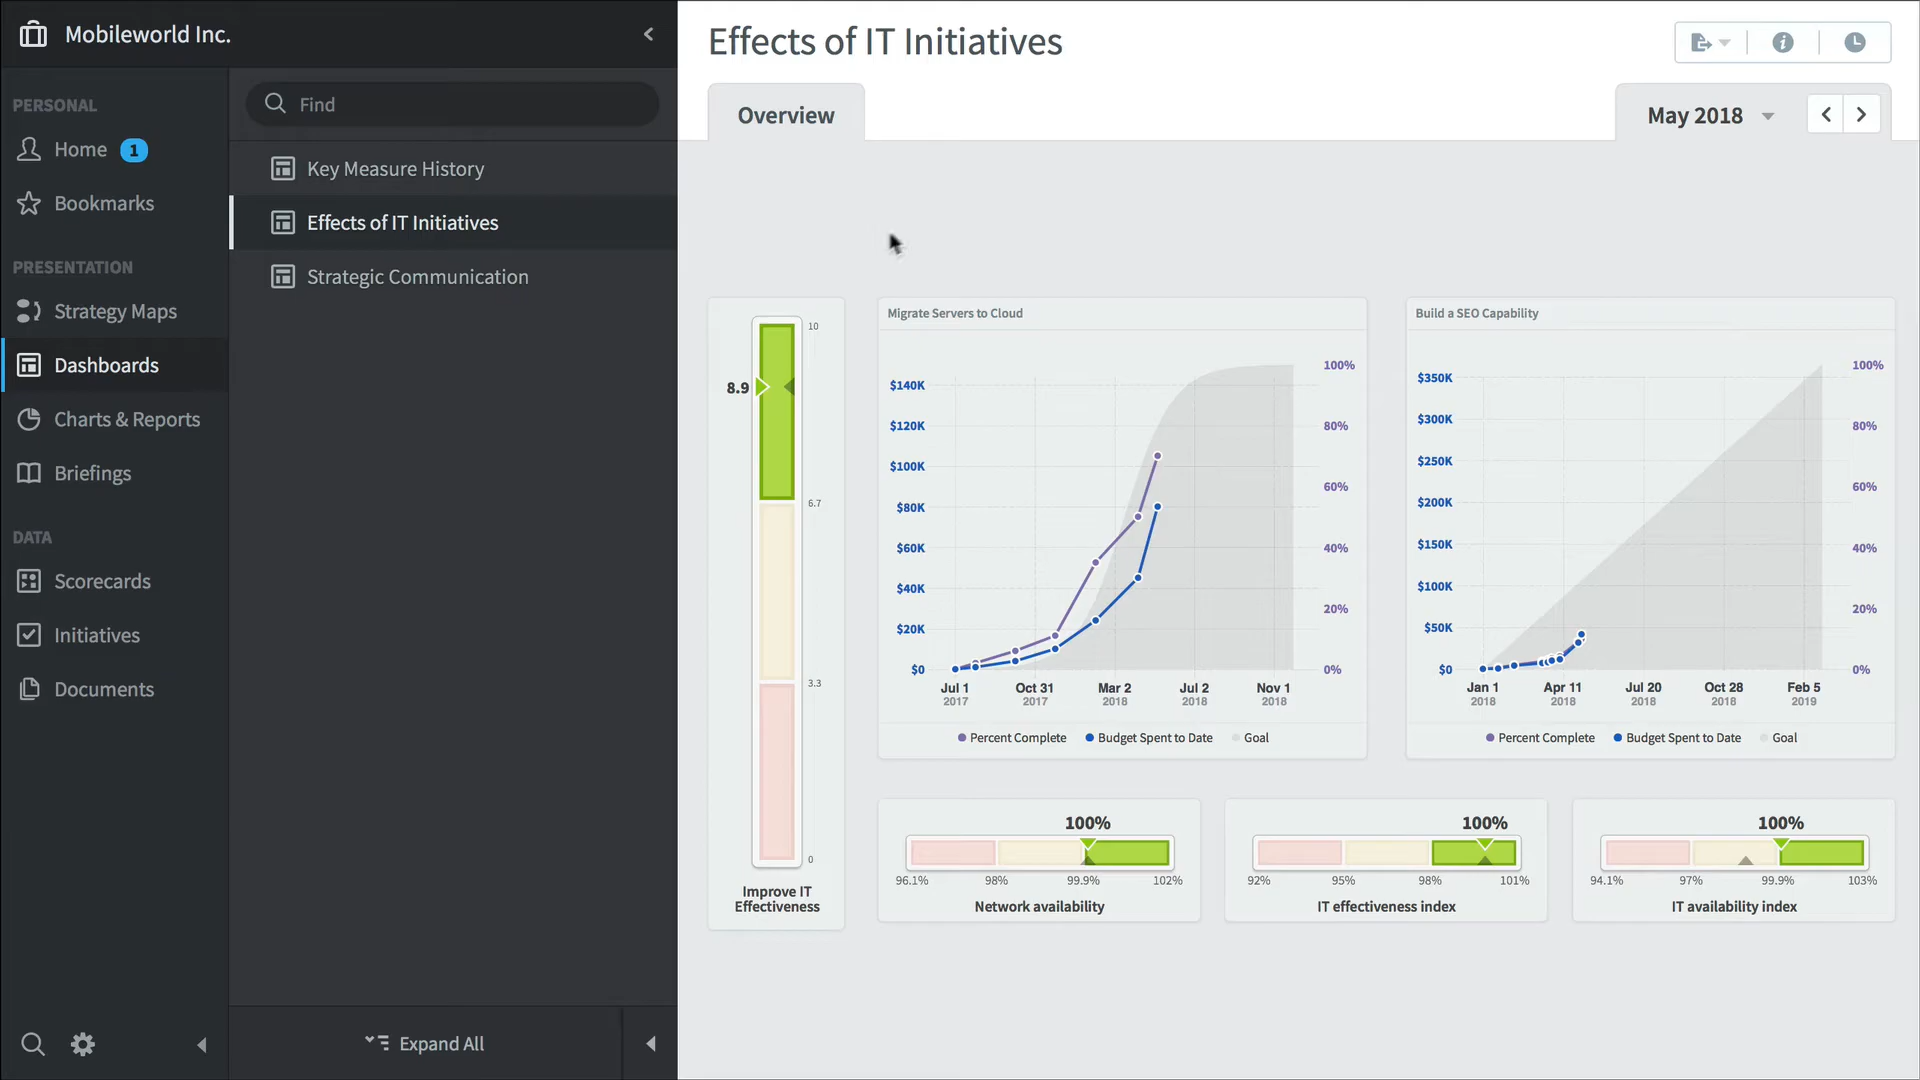 Mobileworld Inc.
PERSONAL
Home 1
Bookmarks
PRESENTATION
Strategy Maps
Dashboards
Charts & Reports
Briefings
DATA
Scorecards
Initiatives
Documents
Find
Key Measure History
Effects of IT Initiatives
Strategic Communication
Expand All
Effects of IT Initiatives
Overview
May 2018
10
8.9
6.7
3.3
0
Improve IT
Effectiveness
Migrate Servers to Cloud
$140K
$120K
$100K
$80K
$60K
$40K
$20K
$0
100%
80%
60%
40%
20%
0%
Jul 1 Oct 31 Mar 2 Jul 2 Nov 1
2017 2017 2018 2018 2018
Percent Complete Budget Spent to Date Goal
Build a SEO Capability
$350K
$300K
$250K
$200K
$150K
$100K
$50K
$0
100%
80%
60%
40%
20%
0%
Jan 1 Apr 11 Jul 20 Oct 28 Feb 5
2018 2018 2018 2018 2019
Percent Complete Budget Spent to Date Goal
100%
96.1% 98% 99.9% 102%
Network availability
100%
92% 95% 98% 101%
IT effectiveness index
100%
94.1% 97% 99.9% 103%
IT availability index